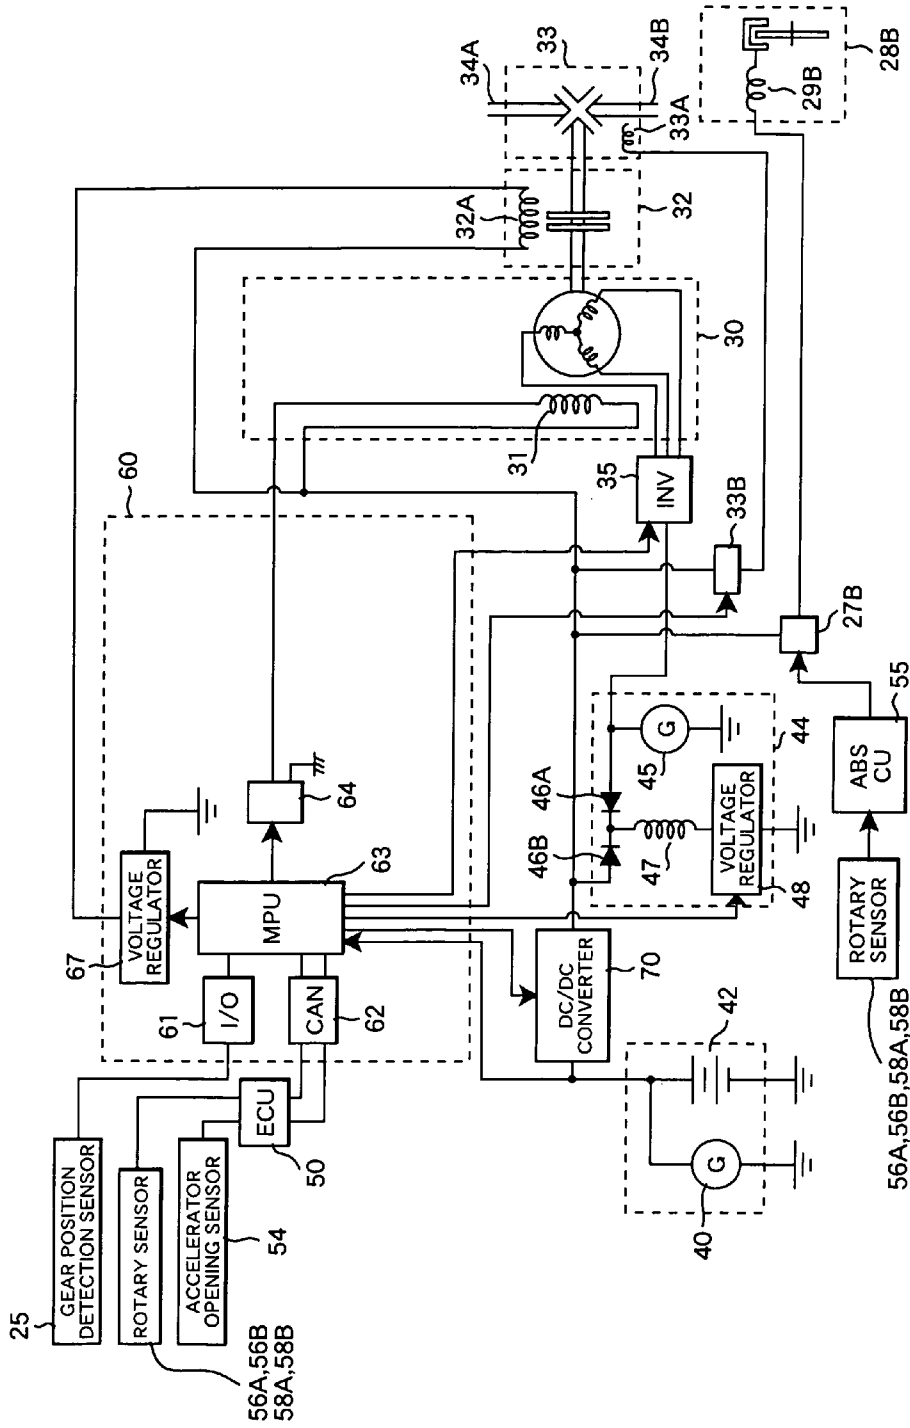 25
GEAR POSITION
DETECTION SENSOR
ROTARY SENSOR
56A,56B
58A,58B
ACCELERATOR
OPENING SENSOR
54
ECU
50
60
67
VOLTAGE
REGULATOR
61
I/O
CAN
62
MPU
63
64
DC/DC
CONVERTER
70
42
G
40
46B
46A
45
G
47
VOLTAGE
REGULATOR
48
44
ROTARY
SENSOR
56A,56B,58A,58B
ABS
CU
55
27B
33B
35
INV
31
30
32A
32
34A
33
34B
33A
29B
28B